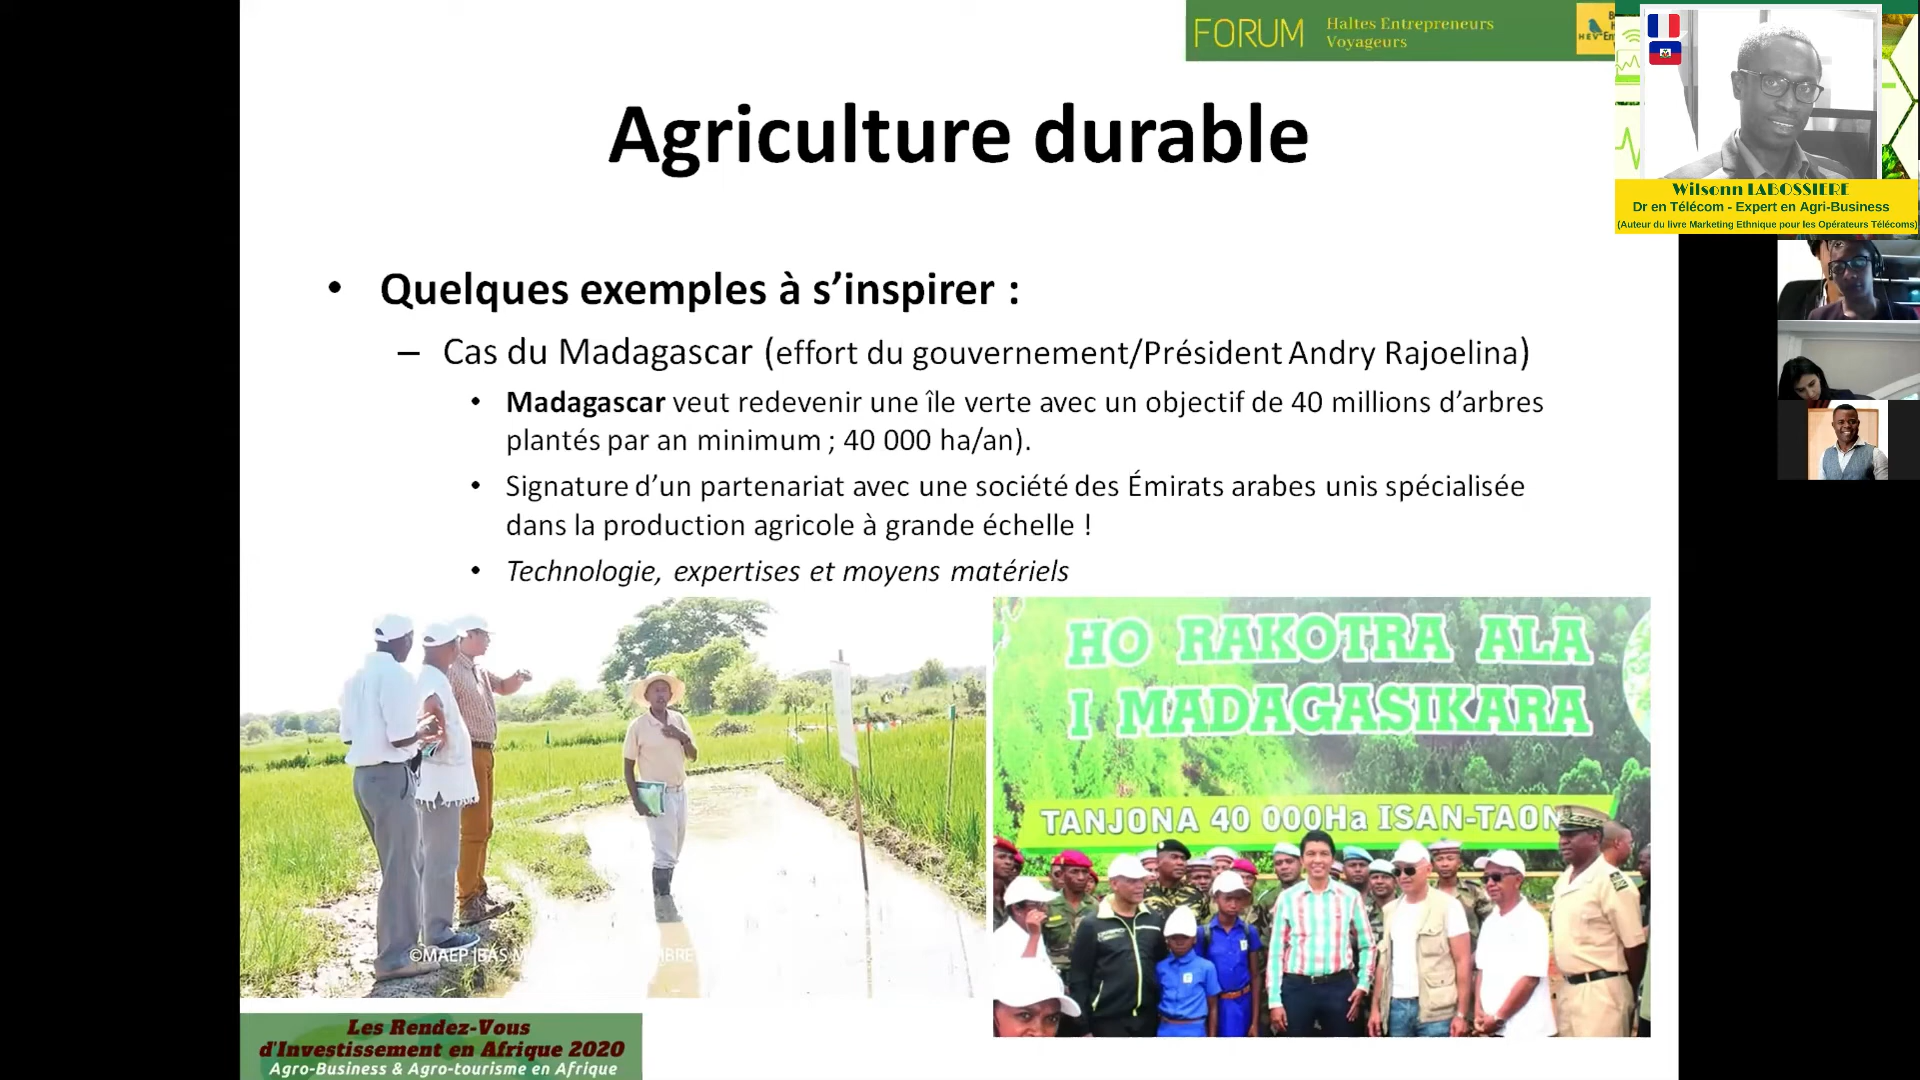 FORUM
Haltes Entrepreneurs
Voyageurs
Agriculture durable
• Quelques exemples à s’inspirer :
– Cas du Madagascar (effort du gouvernement/Président Andry Rajoelina)
• Madagascar veut redevenir une île verte avec un objectif de 40 millions d’arbres
plantés par an minimum ; 40 000 ha/an).
• Signature d’un partenariat avec une société des Émirats arabes unis spécialisée
dans la production agricole à grande échelle !
• Technologie, expertises et moyens matériels
©MAEP
HO RAKOTRA ALA
I MADAGASIKARA
TANJONA 40 000Ha ISAN-TAON
Les Rendez-Vous
d'Investissement en Afrique 2020
Agro-Business & Agro-tourisme en Afrique
Wilsonn LABOSSIERE
Dr en Télécom - Expert en Agri-Business
(Auteur du livre Marketing Ethnique pour les Opérateurs Télécoms)